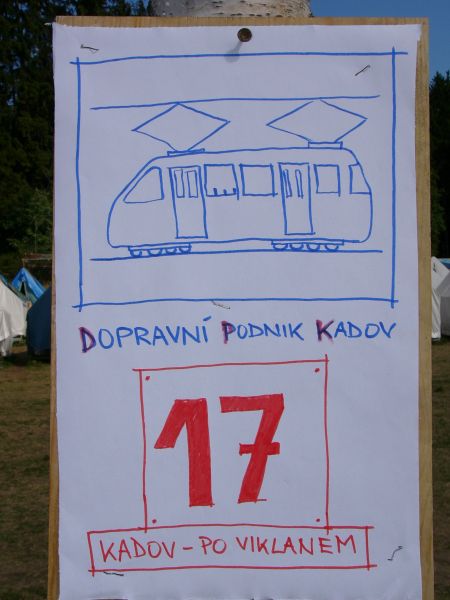 DOPRAVNÍ PODNIK KADOV
17
KADOV - PO VIKLANEM